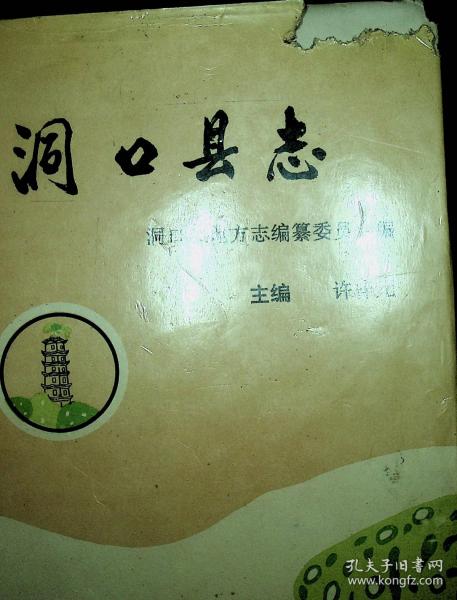 洞口县志
洞口 方志编纂委员 编
主编 许
孔夫子旧书网
www.kongfz.com